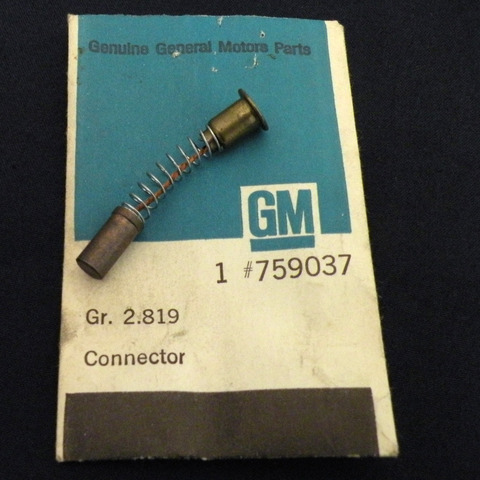 Genuine General Motors Parts
GM
1 #759037
Gr. 2.819
Connector